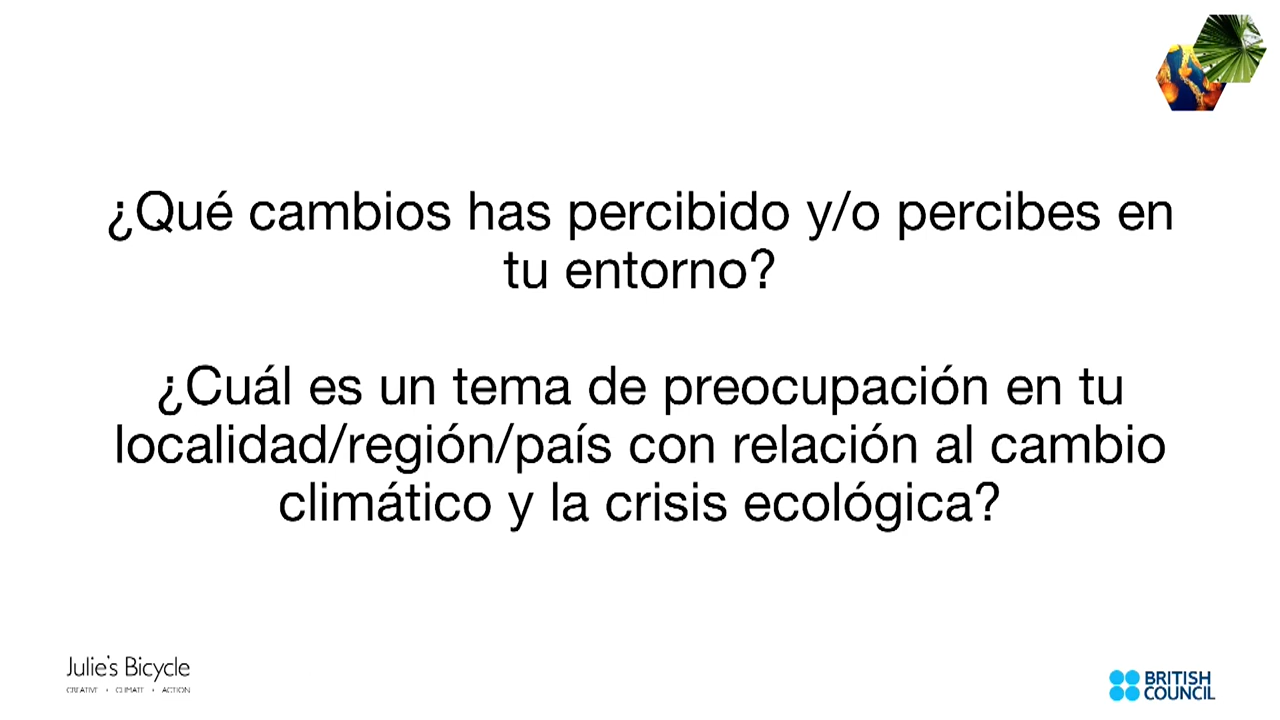 ¿Qué cambios has percibido y/o percibes en
tu entorno?
¿Cuál es un tema de preocupación en tu
localidad/región/país con relación al cambio
climático y la crisis ecológica?
Julie's Bicycle
CREATIVE • CLIMATE • ACTION
BRITISH
COUNCIL